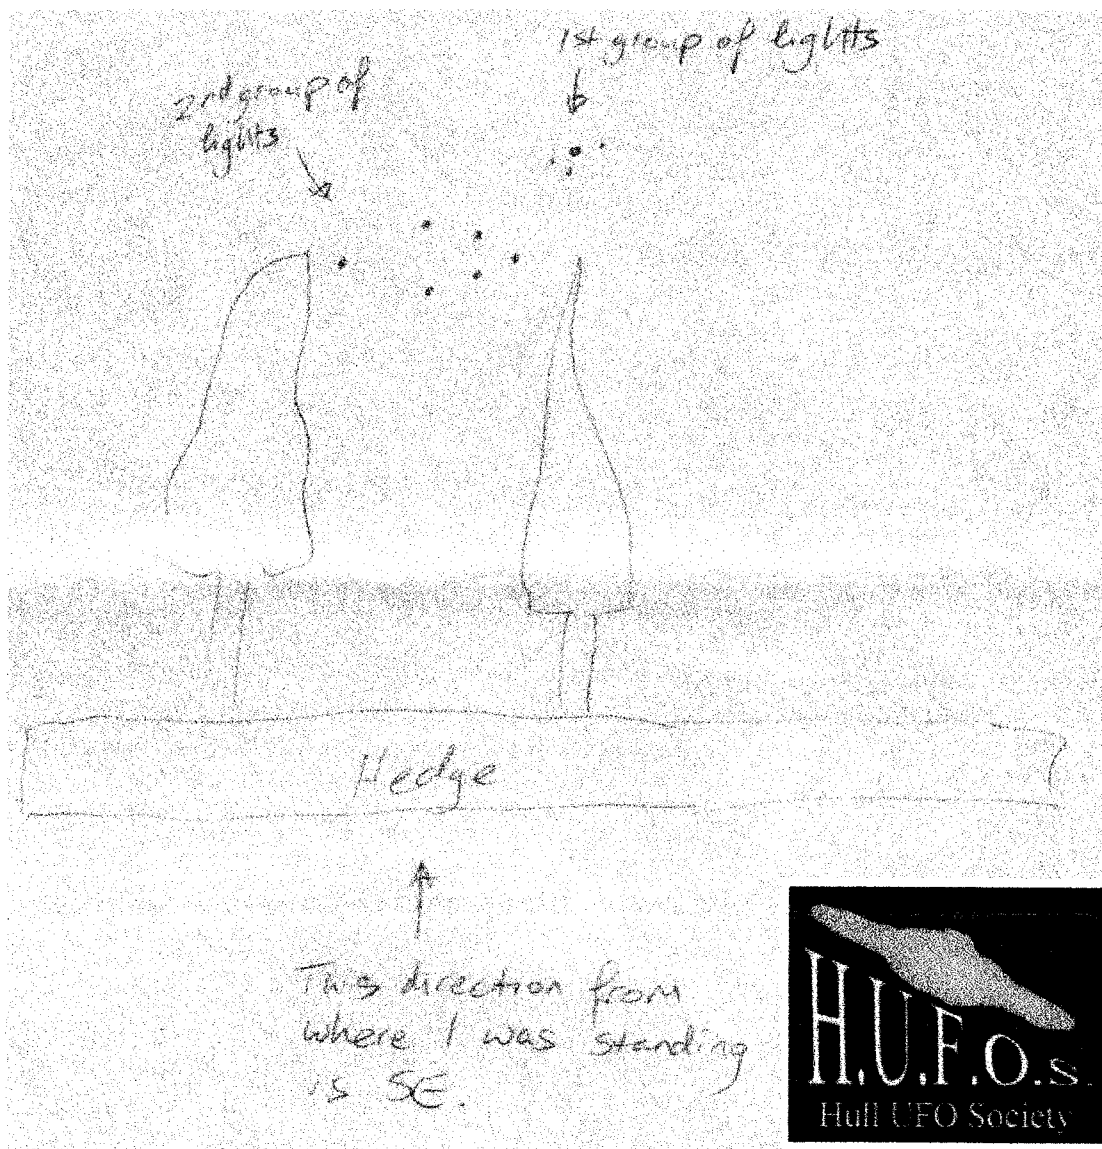 1st group of lights
2nd group of
lights
Hedge
This direction from
where I was standing
is SE.
H.U.F.O.s.
Hull UFO Society